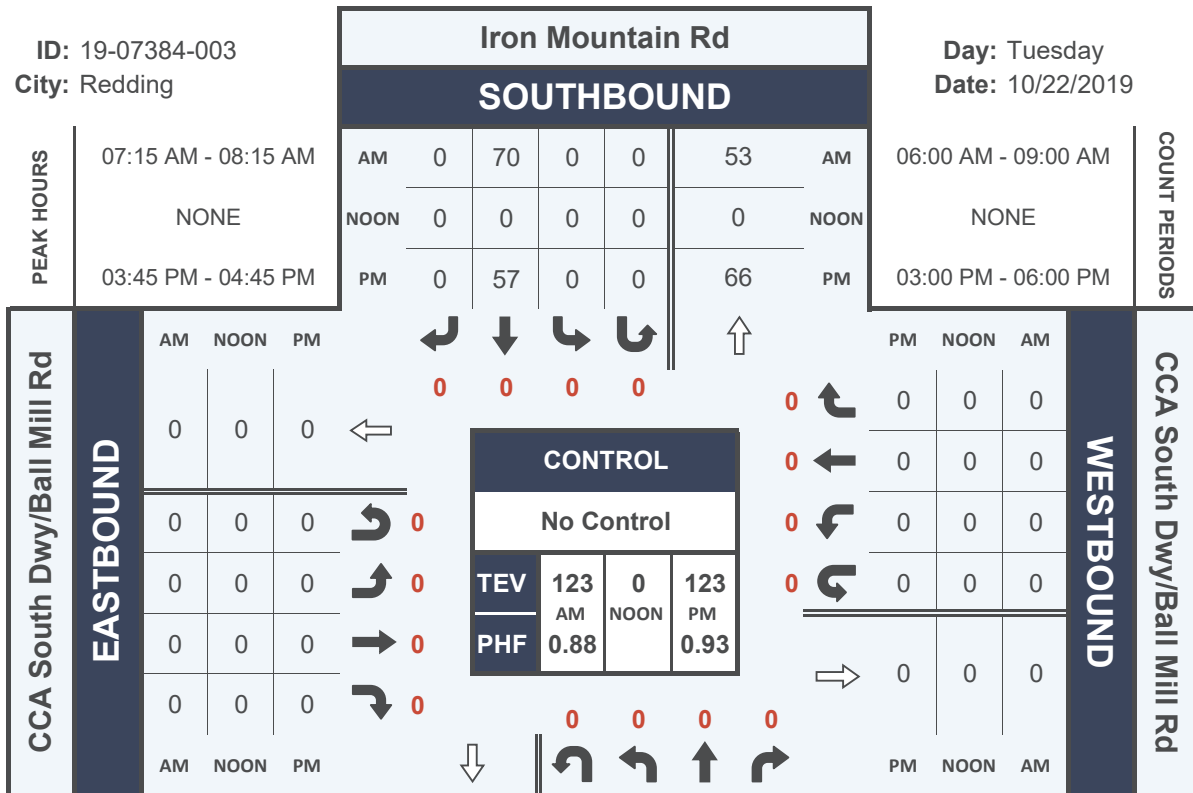 ID: 19-07384-003
City: Redding
Iron Mountain Rd
SOUTHBOUND
Day: Tuesday
Date: 10/22/2019
PEAK HOURS
07:15 AM - 08:15 AM
NONE
03:45 PM - 04:45 PM
AM 0 70 0 0 53 AM
NOON 0 0 0 0 0 NOON
PM 0 57 0 0 66 PM
06:00 AM - 09:00 AM
NONE
03:00 PM - 06:00 PM
COUNT PERIODS
0 0 0 0
CCA South Dwy/Ball Mill Rd
EASTBOUND
AM NOON PM
0 0 0
0 0 0 0
0 0 0 0
0 0 0 0
0 0 0 0
AM NOON PM
CONTROL
No Control
TEV 123 0 123
AM NOON PM
PHF 0.88 0.93
PM NOON AM
0 0 0 0
0 0 0 0
0 0 0 0
0 0 0 0
0 0 0
PM NOON AM
WESTBOUND
CCA South Dwy/Ball Mill Rd
0 0 0 0